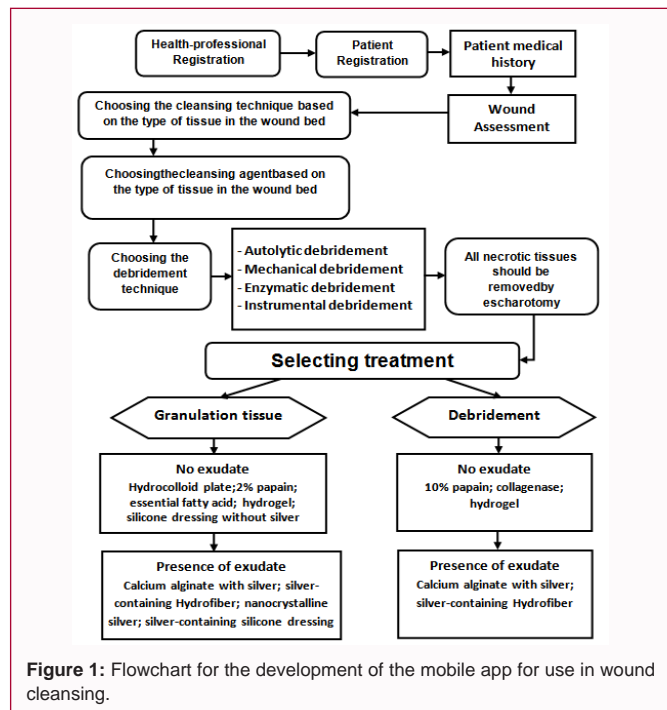 Health-professional
Registration
Patient
Registration
Patient medical
history
Wound
Assessment
Choosing the cleansing technique based
on the type of tissue in the wound bed
Choosingthecleansing agentbased on
the type of tissue in the wound bed
Choosing the
debridement
technique
- Autolytic debridement
- Mechanical debridement
- Enzymatic debridement
- Instrumental debridement
All necrotic tissues
should be
removedby
escharotomy
Selecting treatment
Granulation tissue
Debridement
No exudate
Hydrocolloid plate;2% papain;
essential fatty acid; hydrogel;
silicone dressing without silver
No exudate
10% papain; collagenase;
hydrogel
Presence of exudate
Calcium alginate with silver; silver-
containing Hydrofiber; nanocrystalline
silver; silver-containing silicone dressing
Presence of exudate
Calcium alginate with silver;
silver-containing Hydrofiber
Figure 1: Flowchart for the development of the mobile app for use in wound
cleansing.